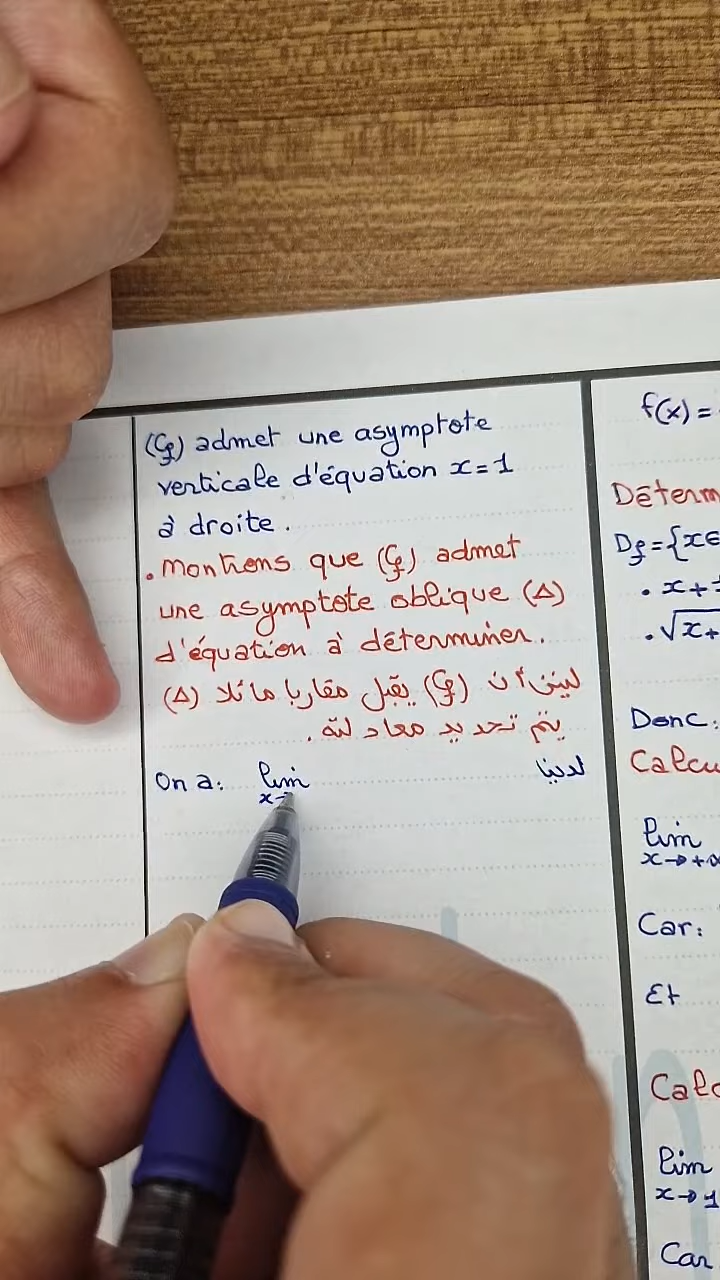 (Cf) admet une asymptote
verticale d'équation x=1
à droite.
. Montrons que (Cf) admet
une asymptote oblique (Δ)
d'équation à déterminer.
لنبين أن (Cf) يقبل مقاربا مائلا (Δ)
يتم تحديد معادلته .
On a: lim لدينا
x→
f(x) =
Déterm
Df={x∈
. x+
. √x+
Donc:
Calcu
lim
x→+∞
Car:
Et
Calc
lim
x→1
Car